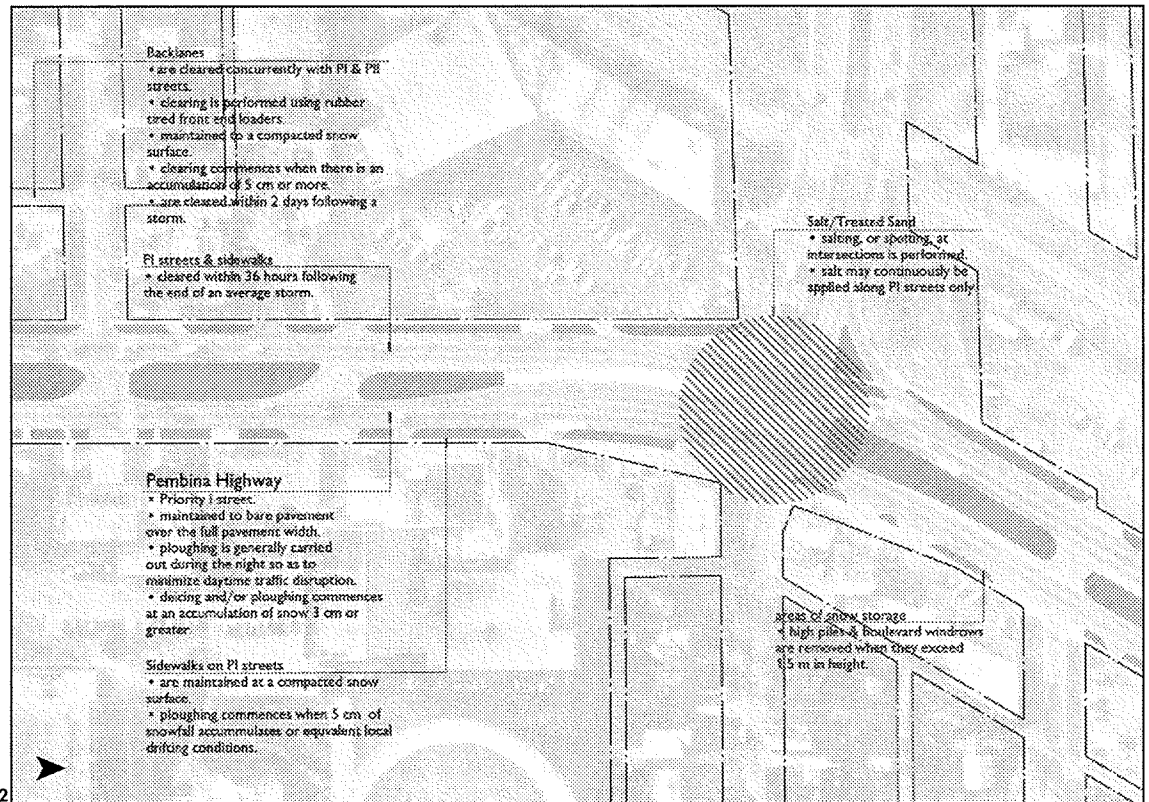 Backlanes
• are cleared concurrently with PI & PII
streets.
• clearing is performed using rubber
tired front end loaders.
• maintained to a compacted snow
surface.
• clearing commences when there is an
accumulation of 5 cm or more.
• are cleared within 2 days following a
storm.
PI streets & sidewalks
• cleared within 36 hours following
the end of an average storm.
Salt/Treated Sand
• salting, or spotting, at
intersections is performed.
• salt may continuously be
applied along PI streets only
Pembina Highway
• Priority I street.
• maintained to bare pavement
over the full pavement width.
• ploughing is generally carried
out during the night so as to
minimize daytime traffic disruption.
• deicing and/or ploughing commences
at an accumulation of snow 3 cm or
greater
areas of snow storage
• high piles & boulevard windrows
are removed when they exceed
1.5 m in height.
Sidewalks on PI streets
• are maintained at a compacted snow
surface.
• ploughing commences when 5 cm of
snowfall accummulates or equivalent local
drifting conditions.
2